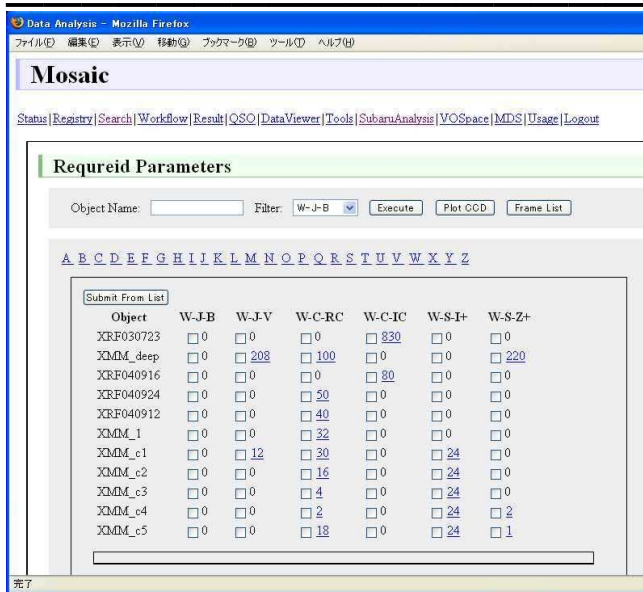 Data Analysis - Mozilla Firefox
ファイル(F) 編集(E) 表示(V) 移動(G) ブックマーク(B) ツール(T) ヘルプ(H)
Mosaic
Status|Registry|Search|Workflow|Result|QSO|DataViewer|Tools|SubaruAnalysis|VOSpace|MDS|Usage|Logout
Requreid Parameters
Object Name: Filter: W-J-B Execute Plot CCD Frame List
A B C D E F G H I J K L M N O P Q R S T U V W X Y Z
Submit From List
Object W-J-B W-J-V W-C-RC W-C-IC W-S-I+ W-S-Z+
XRF030723 0 0 0 830 0 0
XMM_deep 0 208 100 0 0 220
XRF040916 0 0 0 80 0 0
XRF040924 0 0 50 0 0 0
XRF040912 0 0 40 0 0 0
XMM_1 0 0 32 0 0 0
XMM_c1 0 12 30 0 24 0
XMM_c2 0 0 16 0 24 0
XMM_c3 0 0 4 0 24 0
XMM_c4 0 0 2 0 24 2
XMM_c5 0 0 18 0 24 1
完了